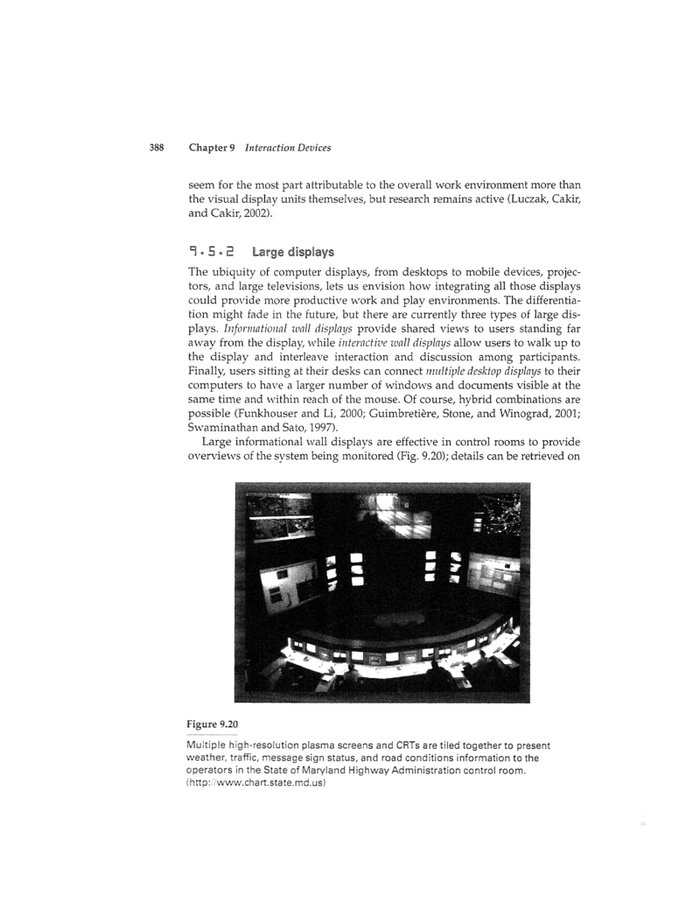 388 Chapter 9 Interaction Devices
seem for the most part attributable to the overall work environment more than
the visual display units themselves, but research remains active (Luczak, Cakir,
and Cakir, 2002).
9.5.2 Large displays
The ubiquity of computer displays, from desktops to mobile devices, projec-
tors, and large televisions, lets us envision how integrating all those displays
could provide more productive work and play environments. The differentia-
tion might fade in the future, but there are currently three types of large dis-
plays. Informational wall displays provide shared views to users standing far
away from the display, while interactive wall displays allow users to walk up to
the display and interleave interaction and discussion among participants.
Finally, users sitting at their desks can connect multiple desktop displays to their
computers to have a larger number of windows and documents visible at the
same time and within reach of the mouse. Of course, hybrid combinations are
possible (Funkhouser and Li, 2000; Guimbretière, Stone, and Winograd, 2001;
Swaminathan and Sato, 1997).
Large informational wall displays are effective in control rooms to provide
overviews of the system being monitored (Fig. 9.20); details can be retrieved on
Figure 9.20
Multiple high-resolution plasma screens and CRTs are tiled together to present
weather, traffic, message sign status, and road conditions information to the
operators in the State of Maryland Highway Administration control room.
(http://www.chart.state.md.us)